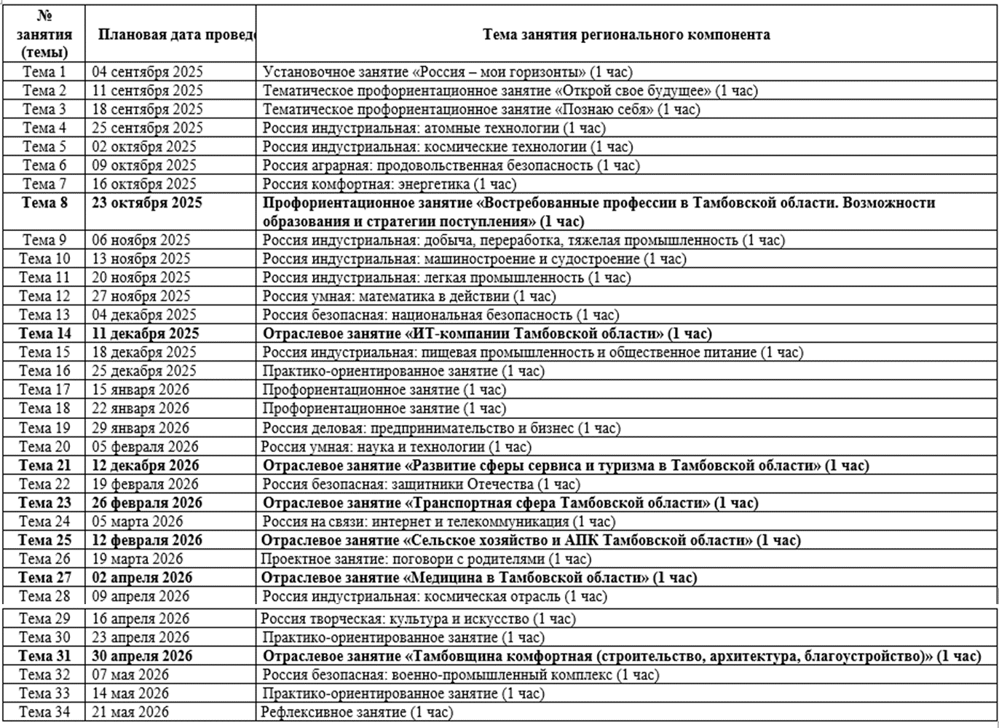 №
занятия
(темы)
Плановая дата проведе
Тема занятия регионального компонента
Тема 1 04 сентября 2025 Установочное занятие «Россия – мои горизонты» (1 час)
Тема 2 11 сентября 2025 Тематическое профориентационное занятие «Открой свое будущее» (1 час)
Тема 3 18 сентября 2025 Тематическое профориентационное занятие «Познаю себя» (1 час)
Тема 4 25 сентября 2025 Россия индустриальная: атомные технологии (1 час)
Тема 5 02 октября 2025 Россия индустриальная: космические технологии (1 час)
Тема 6 09 октября 2025 Россия аграрная: продовольственная безопасность (1 час)
Тема 7 16 октября 2025 Россия комфортная: энергетика (1 час)
Тема 8 23 октября 2025 Профориентационное занятие «Востребованные профессии в Тамбовской области. Возможности
образования и стратегии поступления» (1 час)
Тема 9 06 ноября 2025 Россия индустриальная: добыча, переработка, тяжелая промышленность (1 час)
Тема 10 13 ноября 2025 Россия индустриальная: машиностроение и судостроение (1 час)
Тема 11 20 ноября 2025 Россия индустриальная: легкая промышленность (1 час)
Тема 12 27 ноября 2025 Россия умная: математика в действии (1 час)
Тема 13 04 декабря 2025 Россия безопасная: национальная безопасность (1 час)
Тема 14 11 декабря 2025 Отраслевое занятие «ИТ-компании Тамбовской области» (1 час)
Тема 15 18 декабря 2025 Россия индустриальная: пищевая промышленность и общественное питание (1 час)
Тема 16 25 декабря 2025 Практико-ориентированное занятие (1 час)
Тема 17 15 января 2026 Профориентационное занятие (1 час)
Тема 18 22 января 2026 Профориентационное занятие (1 час)
Тема 19 29 января 2026 Россия деловая: предпринимательство и бизнес (1 час)
Тема 20 05 февраля 2026 Россия умная: наука и технологии (1 час)
Тема 21 12 декабря 2026 Отраслевое занятие «Развитие сферы сервиса и туризма в Тамбовской области» (1 час)
Тема 22 19 февраля 2026 Россия безопасная: защитники Отечества (1 час)
Тема 23 26 февраля 2026 Отраслевое занятие «Транспортная сфера Тамбовской области» (1 час)
Тема 24 05 марта 2026 Россия на связи: интернет и телекоммуникация (1 час)
Тема 25 12 февраля 2026 Отраслевое занятие «Сельское хозяйство и АПК Тамбовской области» (1 час)
Тема 26 19 марта 2026 Проектное занятие: поговори с родителями (1 час)
Тема 27 02 апреля 2026 Отраслевое занятие «Медицина в Тамбовской области» (1 час)
Тема 28 09 апреля 2026 Россия индустриальная: космическая отрасль (1 час)
Тема 29 16 апреля 2026 Россия творческая: культура и искусство (1 час)
Тема 30 23 апреля 2026 Практико-ориентированное занятие (1 час)
Тема 31 30 апреля 2026 Отраслевое занятие «Тамбовщина комфортная (строительство, архитектура, благоустройство)» (1 час)
Тема 32 07 мая 2026 Россия безопасная: военно-промышленный комплекс (1 час)
Тема 33 14 мая 2026 Практико-ориентированное занятие (1 час)
Тема 34 21 мая 2026 Рефлексивное занятие (1 час)